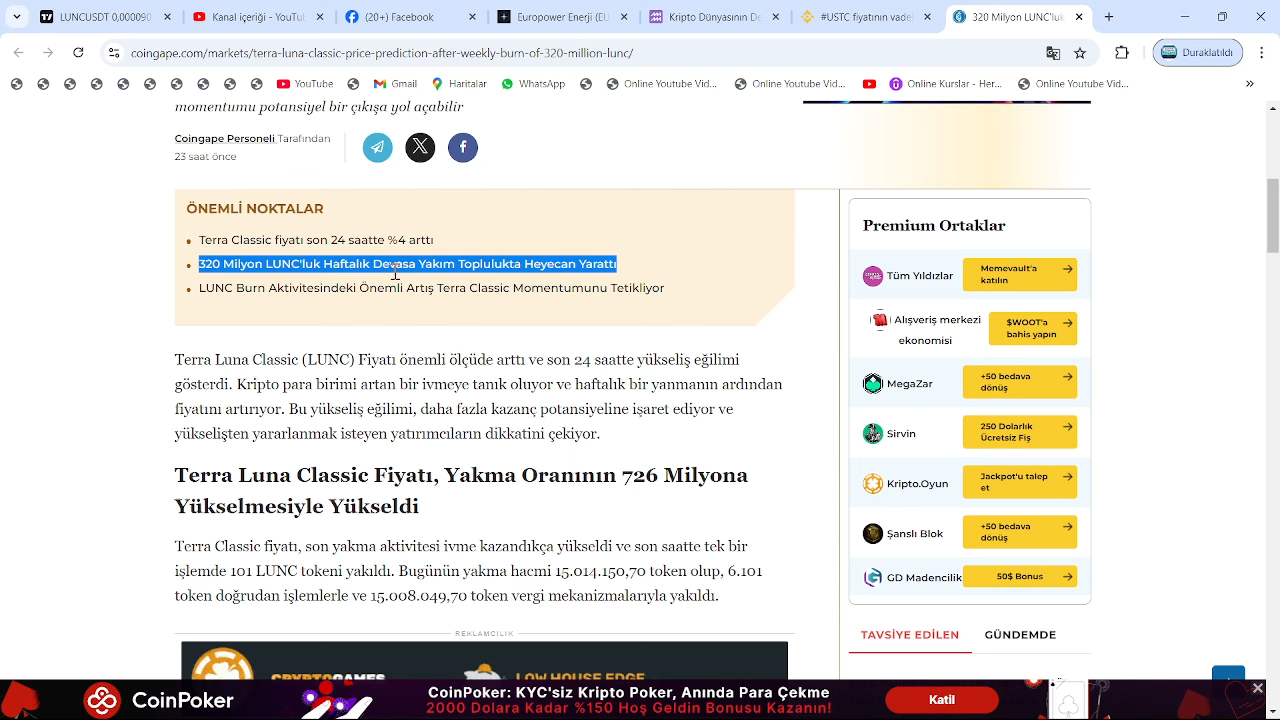 LUNCUSDT 0.000090
Kripto fiyatları ned
(20+) Facebook
Europower Enerji (EU
Kripto Dünyasının N
#USTC fiyatının vade
320 Milyon LUNC'luk
coingape.com/markets/terra-luna-classic-price-prediction-after-weekly-burn-of-320-million-lunc/
Duraklatıldı
YouTube
Gmail
Haritalar
WhatsApp
Online Youtube Vid...
Online Youtube Vid...
Online Kurslar - Her...
Online Youtube Vid...
momentumu potansiyel bir çıkışa yol açabilir
Coingape Personeli Tarafından
23 saat önce
ÖNEMLİ NOKTALAR
Terra Classic fiyatı son 24 saatte %4 arttı
320 Milyon LUNC'luk Haftalık Devasa Yakım Toplulukta Heyecan Yarattı
LUNC Burn Aktivitesindeki Önemli Artış Terra Classic Momentumunu Tetikliyor
Terra Luna Classic (LUNC) Fiyatı önemli ölçüde arttı ve son 24 saatte yükseliş eğilimi
gösterdi. Kripto para birimi artan bir ivmeye tanık oluyor ve haftalık bir yanmanın ardından
fiyatını artırıyor. Bu yükseliş eğilimi, daha fazla kazanç potansiyeline işaret ediyor ve
yükselişten yararlanmak isteyen yatırımcıların dikkatini çekiyor.
Terra Luna Classic Fiyatı, Yakma Oranının 726 Milyona
Yükselmesiyle Yükseldi
Terra Classic fiyatı, son yakma aktivitesi ivme kazandıkça yükseldi ve son saatte tek bir
işlemde 101 LUNC tokeni yakıldı. Bugünün yakma hacmi 15.014.150,70 token olup, 6.101
token doğrudan işlemlerle ve 15.008.049,70 token vergi mekanizmalarıyla yakıldı.
REKLAMCILIK
CRYPTOGAMES
LOW HOUSE EDGE
Premium Ortaklar
Tüm Yıldızlar
Memevault'a
katılın
Alışveriş merkezi
ekonomisi
$WOOT'a
bahis yapın
MegaZar
+50 bedava
dönüş
Sirvin
250 Dolarlık
Ücretsiz Fiş
Kripto.Oyun
Jackpot'u talep
et
Şanslı Blok
+50 bedava
dönüş
GD Madencilik
50$ Bonus
TAVSİYE EDİLEN
GÜNDEMDE
CoinPoker
CoinPoker: KYC'siz Kripto Poker, Anında Para Çekme
2000 Dolara Kadar %150 Hoş Geldin Bonusu Kazanın!
Katil